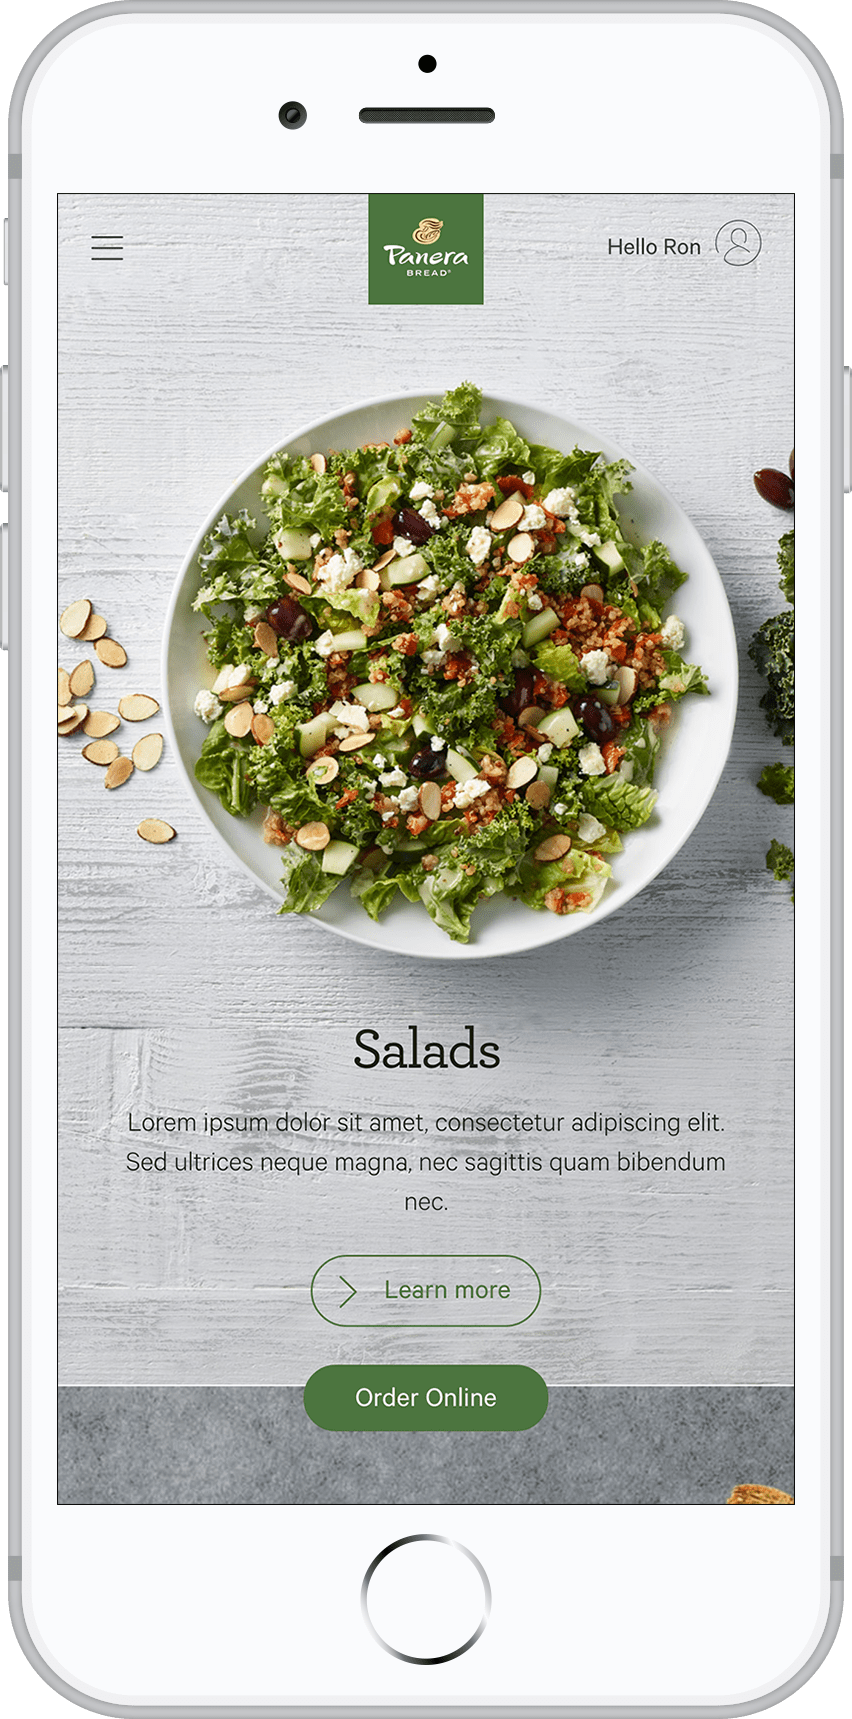 Panera
BREAD®
Hello Ron
Salads
Lorem ipsum dolor sit amet, consectetur adipiscing elit.
Sed ultrices neque magna, nec sagittis quam bibendum
nec.
Learn more
Order Online